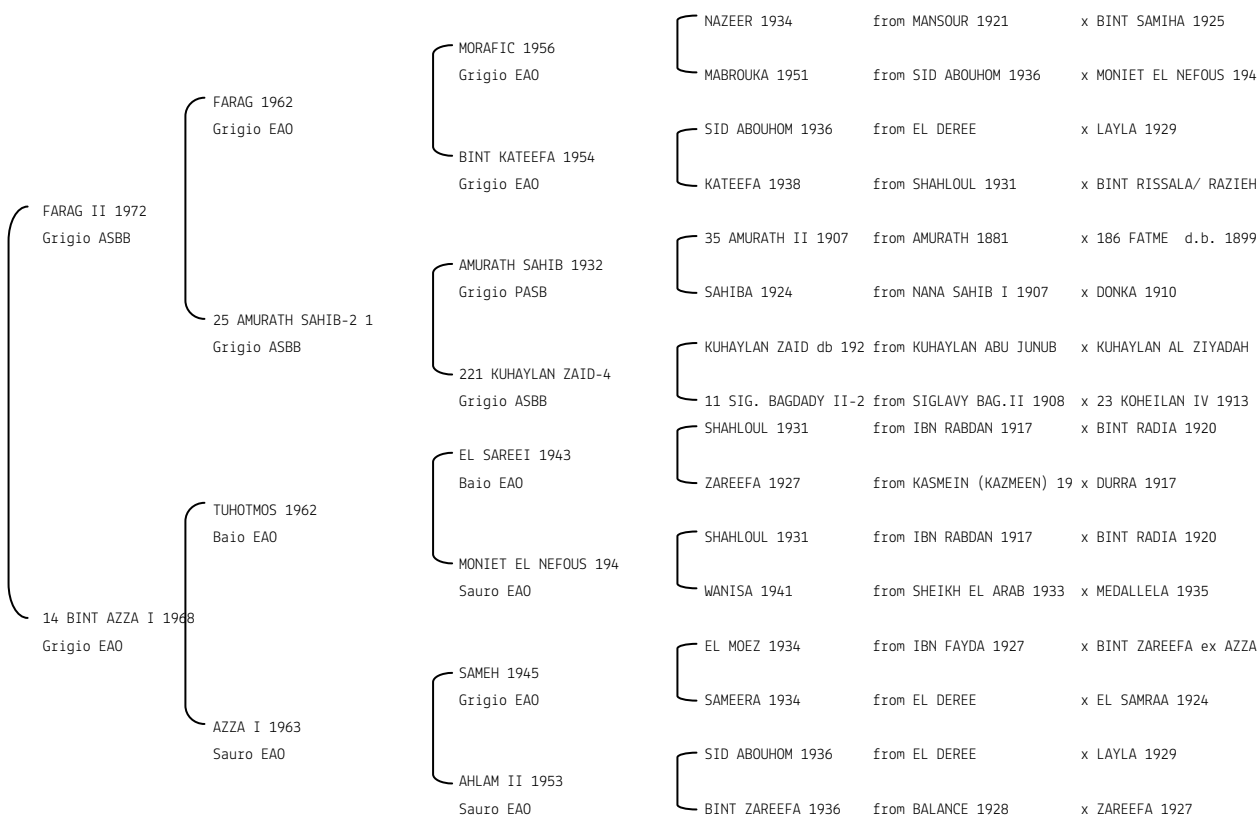 NAZEER 1934 from MANSOUR 1921 x BINT SAMIHA 1925
MORAFIC 1956
Grigio EAO
MABROUKA 1951 from SID ABOUHOM 1936 x MONIET EL NEFOUS 194
FARAG 1962
Grigio EAO
SID ABOUHOM 1936 from EL DEREE x LAYLA 1929
BINT KATEEFA 1954
Grigio EAO
KATEEFA 1938 from SHAHLOUL 1931 x BINT RISSALA/ RAZIEH
FARAG II 1972
Grigio ASBB
35 AMURATH II 1907 from AMURATH 1881 x 186 FATME d.b. 1899
AMURATH SAHIB 1932
Grigio PASB
SAHIBA 1924 from NANA SAHIB I 1907 x DONKA 1910
25 AMURATH SAHIB-2 1
Grigio ASBB
KUHAYLAN ZAID db 192 from KUHAYLAN ABU JUNUB x KUHAYLAN AL ZIYADAH
221 KUHAYLAN ZAID-4
Grigio ASBB
11 SIG. BAGDADY II-2 from SIGLAVY BAG.II 1908 x 23 KOHEILAN IV 1913
SHAHLOUL 1931 from IBN RABDAN 1917 x BINT RADIA 1920
EL SAREEI 1943
Baio EAO
ZAREEFA 1927 from KASMEIN (KAZMEEN) 19 x DURRA 1917
TUHOTMOS 1962
Baio EAO
SHAHLOUL 1931 from IBN RABDAN 1917 x BINT RADIA 1920
MONIET EL NEFOUS 194
Sauro EAO
WANISA 1941 from SHEIKH EL ARAB 1933 x MEDALLELA 1935
14 BINT AZZA I 1968
Grigio EAO
EL MOEZ 1934 from IBN FAYDA 1927 x BINT ZAREEFA ex AZZA
SAMEH 1945
Grigio EAO
SAMEERA 1934 from EL DEREE x EL SAMRAA 1924
AZZA I 1963
Sauro EAO
SID ABOUHOM 1936 from EL DEREE x LAYLA 1929
AHLAM II 1953
Sauro EAO
BINT ZAREEFA 1936 from BALANCE 1928 x ZAREEFA 1927